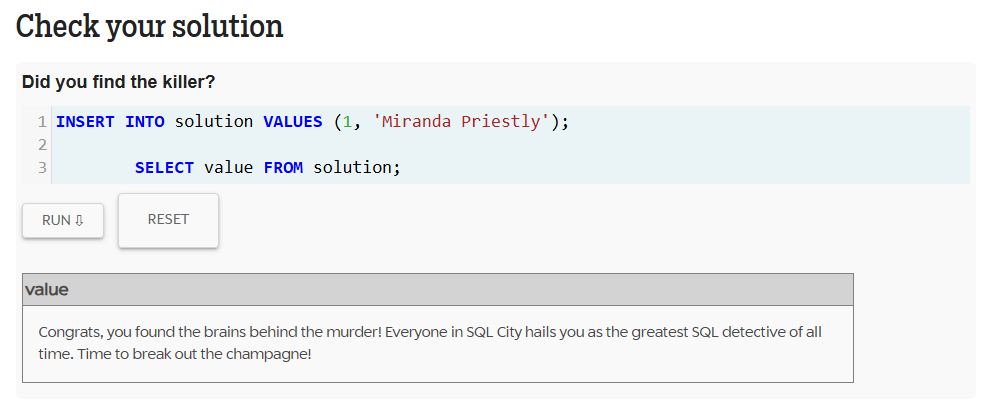 Check your solution
Did you find the killer?
1 INSERT INTO solution VALUES (1, 'Miranda Priestly');
2
3 SELECT value FROM solution;
RUN ⇩ RESET
value
Congrats, you found the brains behind the murder! Everyone in SQL City hails you as the greatest SQL detective of all
time. Time to break out the champagne!